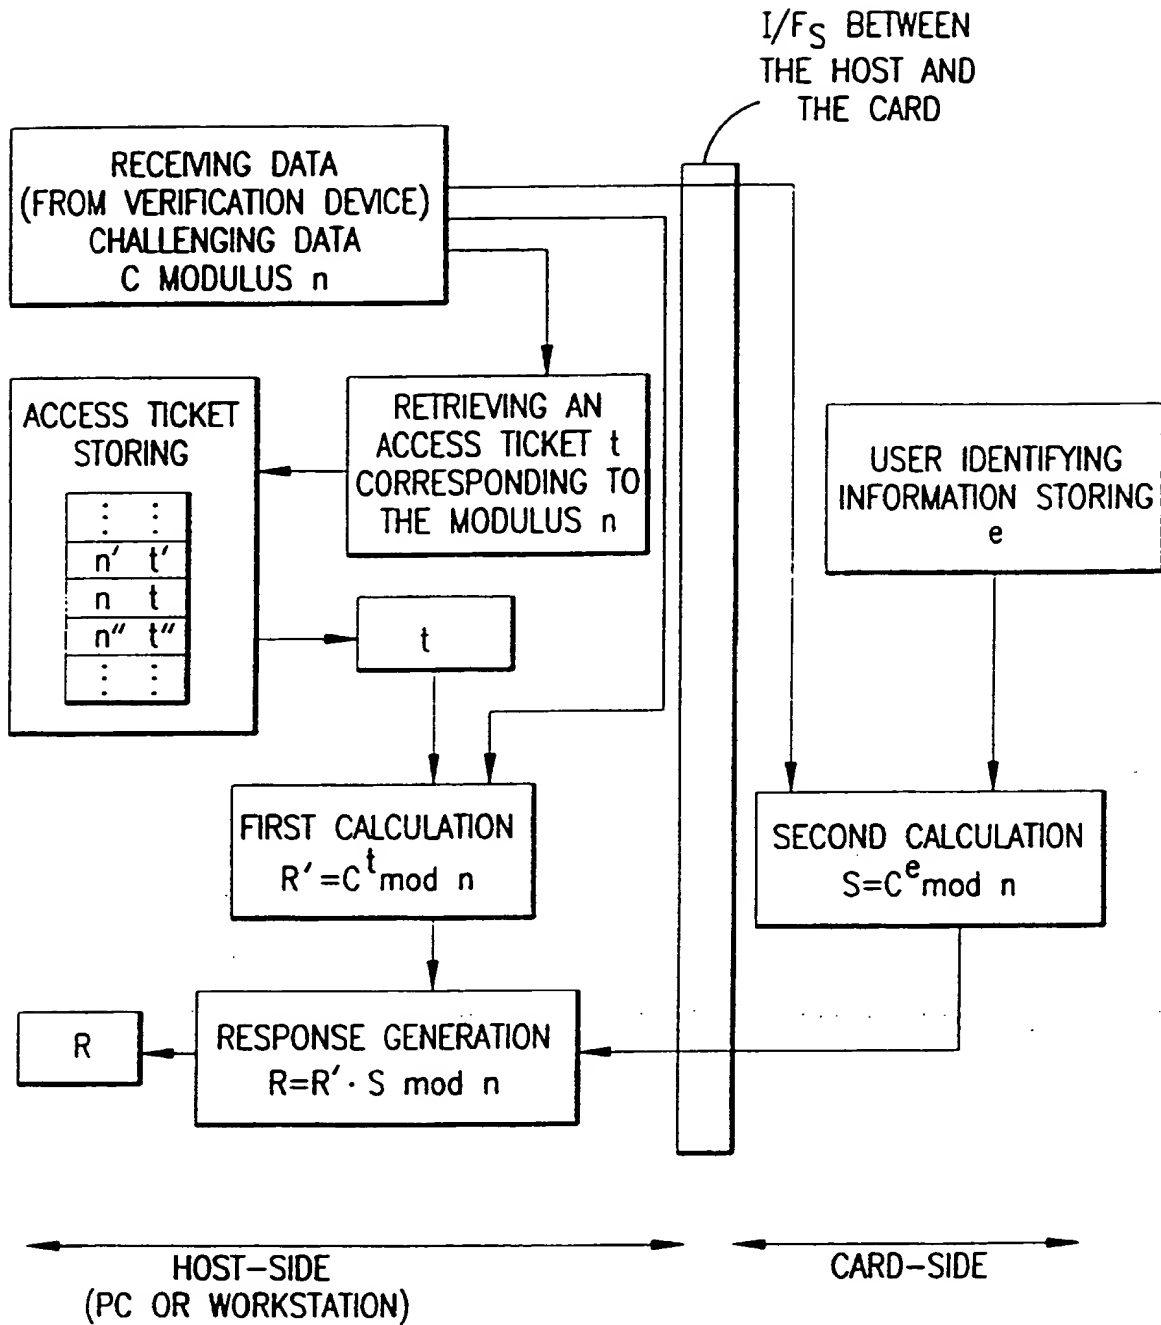 I/FS BETWEEN
THE HOST AND
THE CARD
RECEIVING DATA
(FROM VERIFICATION DEVICE)
CHALLENGING DATA
C MODULUS n
ACCESS TICKET
STORING
⋮ ⋮
n' t'
n t
n" t"
⋮ ⋮
RETRIEVING AN
ACCESS TICKET t
CORRESPONDING TO
THE MODULUS n
t
USER IDENTIFYING
INFORMATION STORING
e
FIRST CALCULATION
R'=C^t mod n
SECOND CALCULATION
S=C^e mod n
R
RESPONSE GENERATION
R=R'·S mod n
HOST-SIDE
(PC OR WORKSTATION)
CARD-SIDE